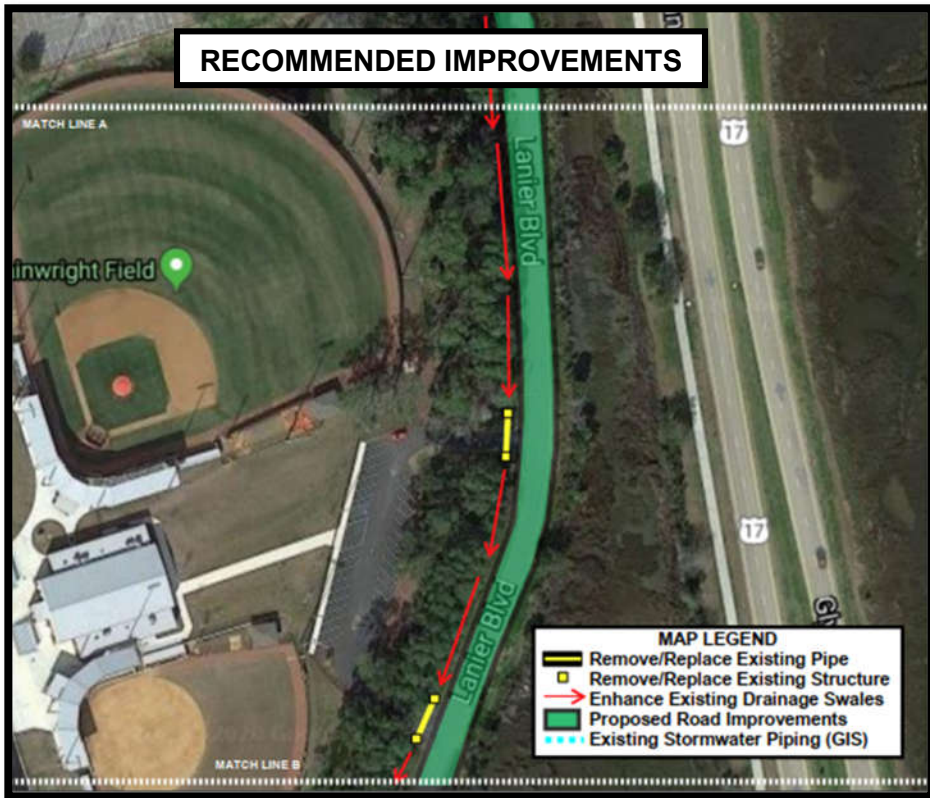 RECOMMENDED IMPROVEMENTS
MATCH LINE A
17
Lanier Blvd
ainwright Field
17
Lanier Blvd
MAP LEGEND
Remove/Replace Existing Pipe
Remove/Replace Existing Structure
Enhance Existing Drainage Swales
Proposed Road Improvements
Existing Stormwater Piping (GIS)
MATCH LINE B